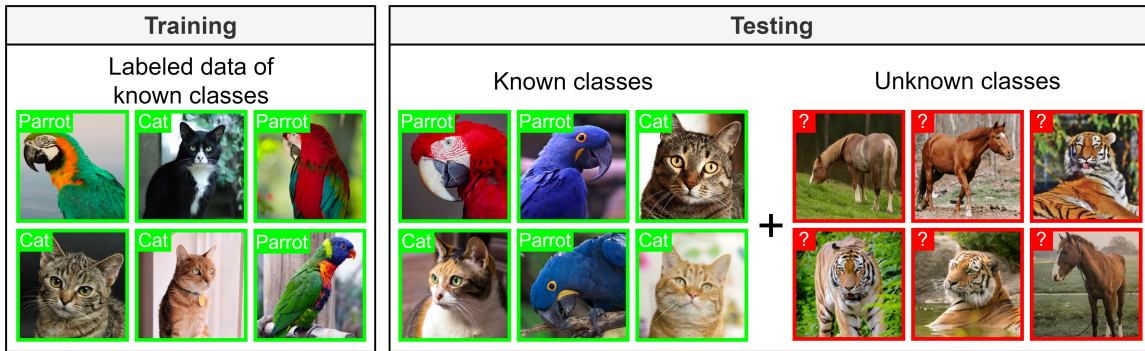 Training
Labeled data of
known classes
Parrot
Cat
Parrot
Cat
Cat
Parrot
Testing
Known classes
Parrot
Parrot
Cat
Cat
Parrot
Cat
+
Unknown classes
?
?
?
?
?
?